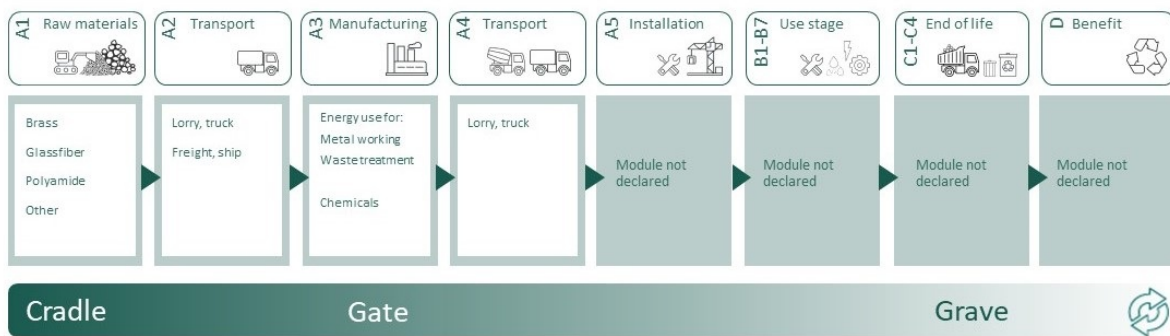 A1 Raw materials
A2 Transport
A3 Manufacturing
A4 Transport
A5 Installation
B1-B7 Use stage
C1-C4 End of life
D Benefit
Brass
Glassfiber
Polyamide
Other
Lorry, truck
Freight, ship
Energy use for:
Metal working
Waste treatment
Chemicals
Lorry, truck
Module not
declared
Module not
declared
Module not
declared
Module not
declared
Cradle
Gate
Grave